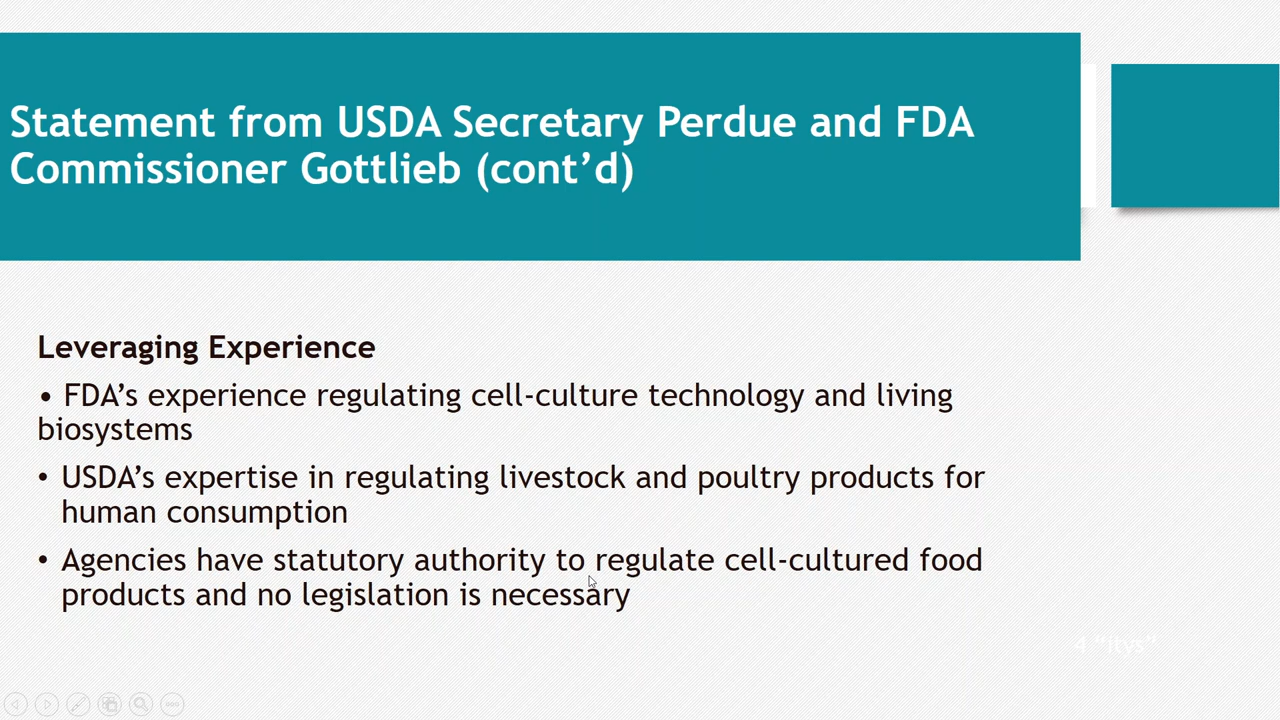 Statement from USDA Secretary Perdue and FDA
Commissioner Gottlieb (cont’d)
Leveraging Experience
• FDA’s experience regulating cell-culture technology and living
biosystems
• USDA’s expertise in regulating livestock and poultry products for
human consumption
• Agencies have statutory authority to regulate cell-cultured food
products and no legislation is necessary
4 “itys”